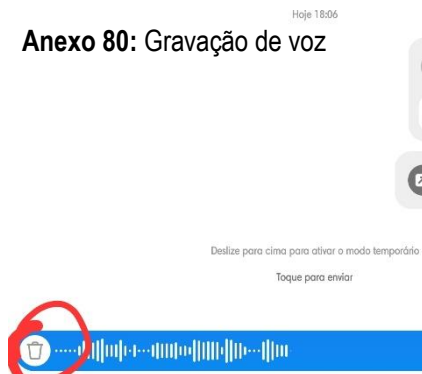 Hoje 18:06
Anexo 80: Gravação de voz
Deslize para cima para ativar o modo temporário
Toque para enviar